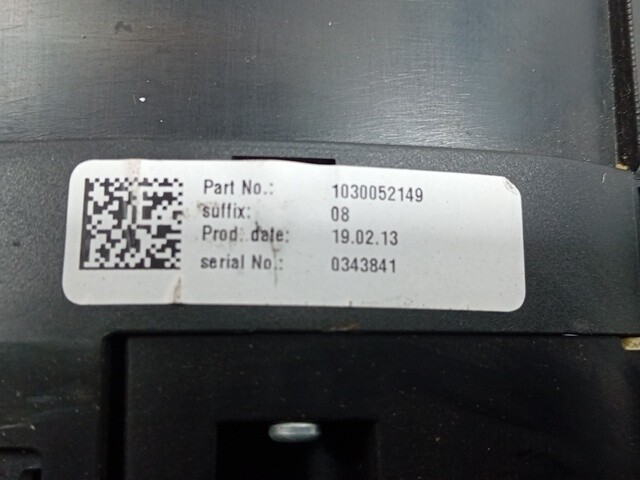 Part No.: 1030052149
suffix: 08
Prod. date: 19.02.13
serial No.: 0343841